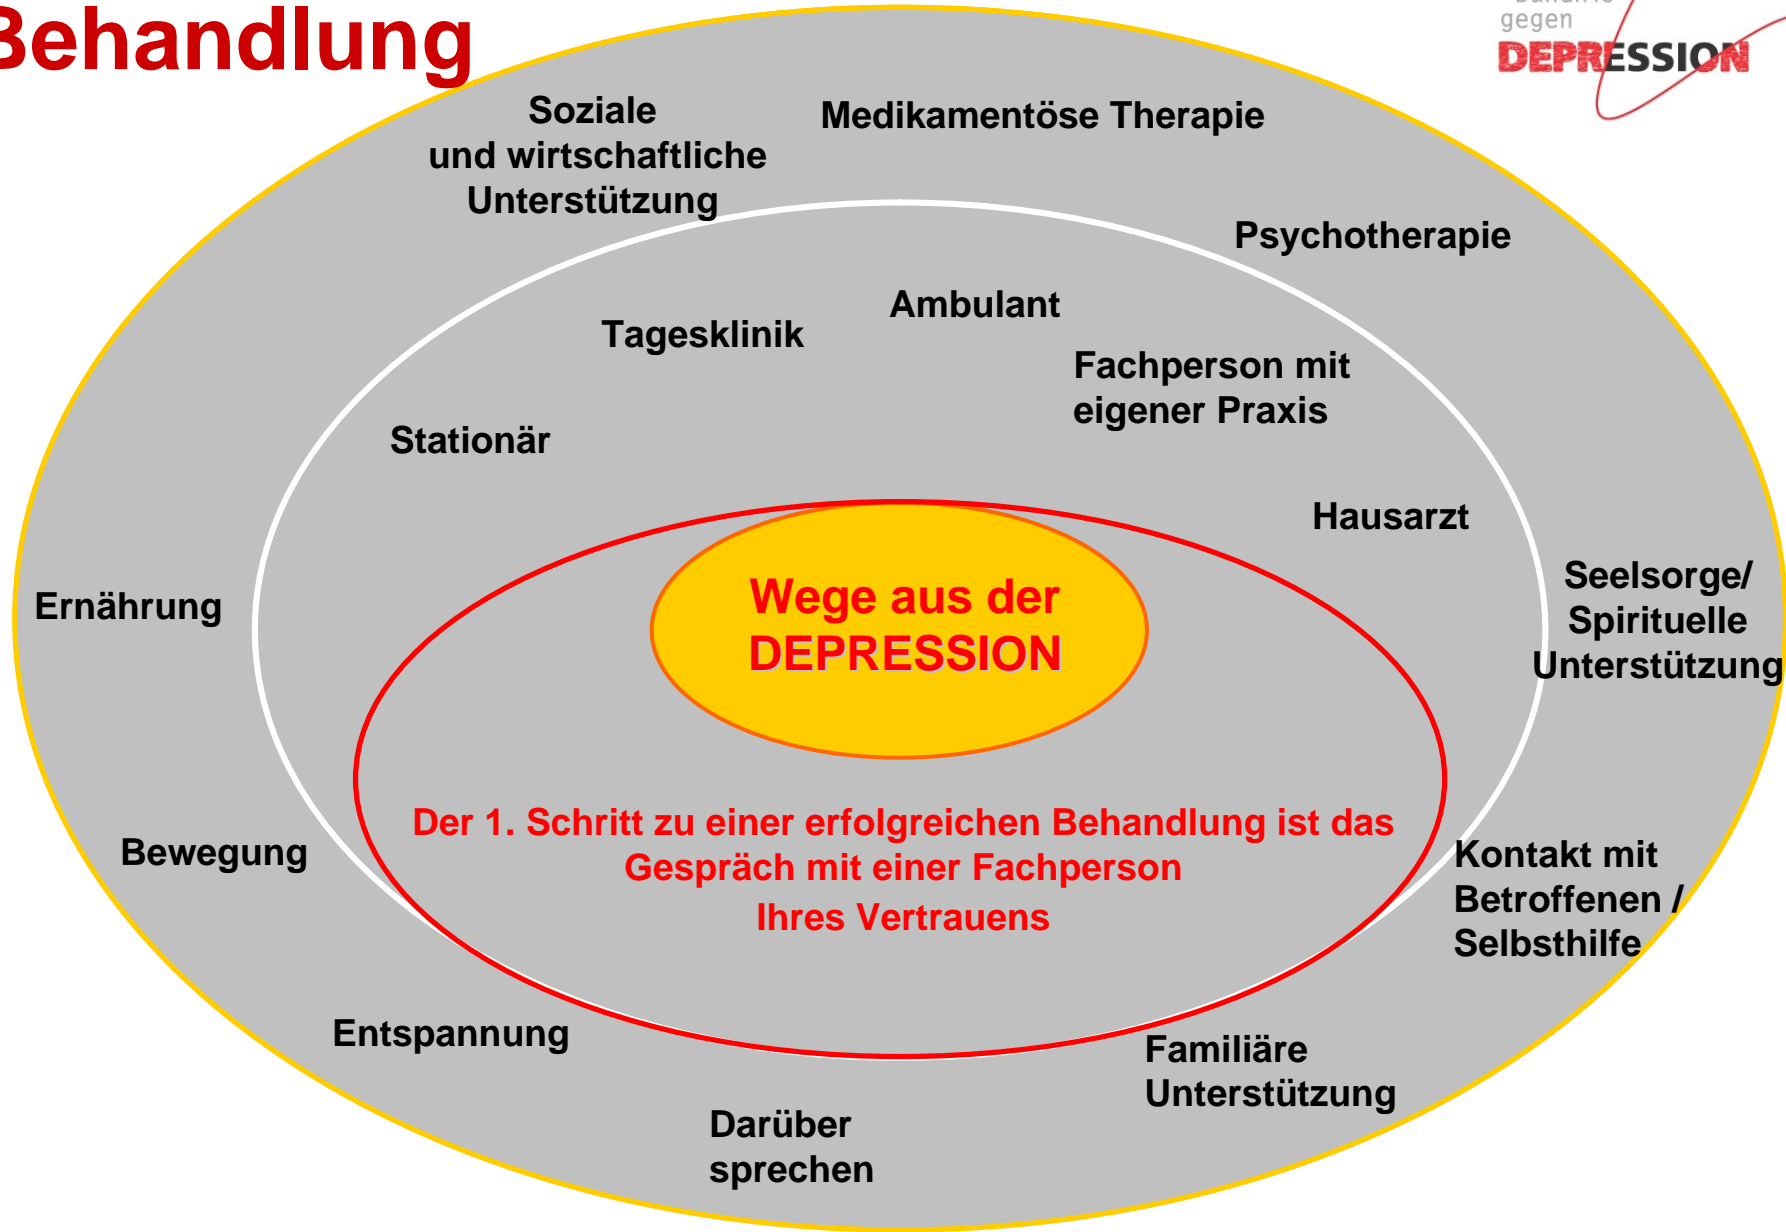 Behandlung
gegen
DEPRESSION
Soziale
und wirtschaftliche
Unterstützung
Medikamentöse Therapie
Psychotherapie
Ambulant
Tagesklinik
Fachperson mit
eigener Praxis
Stationär
Hausarzt
Ernährung
Wege aus der
DEPRESSION
Seelsorge/
Spirituelle
Unterstützung
Der 1. Schritt zu einer erfolgreichen Behandlung ist das
Gespräch mit einer Fachperson
Ihres Vertrauens
Bewegung
Kontakt mit
Betroffenen /
Selbsthilfe
Entspannung
Familiäre
Unterstützung
Darüber
sprechen